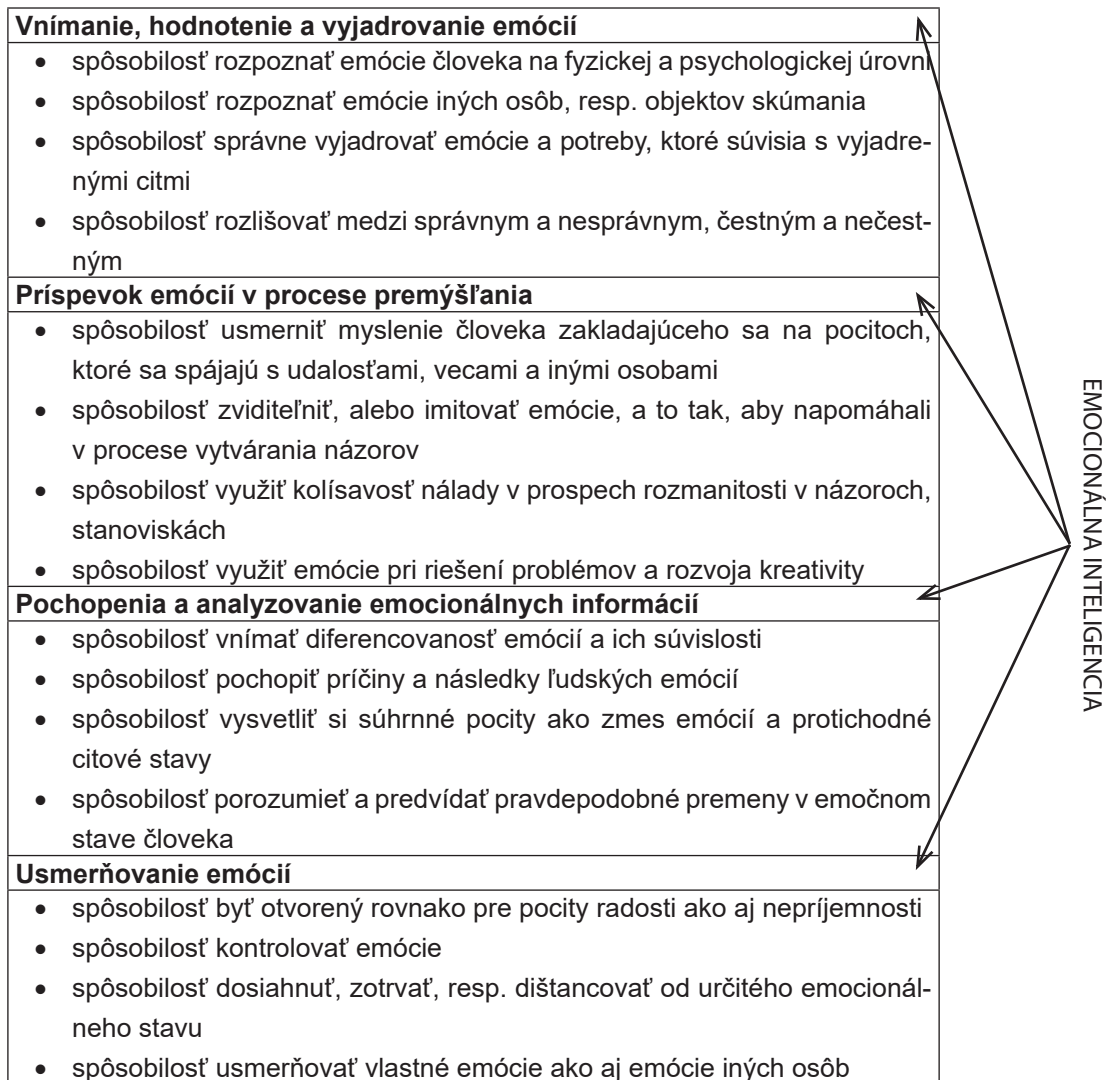 Vnímanie, hodnotenie a vyjadrovanie emócií
• spôsobilosť rozpoznať emócie človeka na fyzickej a psychologickej úrovni
• spôsobilosť rozpoznať emócie iných osôb, resp. objektov skúmania
• spôsobilosť správne vyjadrovať emócie a potreby, ktoré súvisia s vyjadre-
nými citmi
• spôsobilosť rozlišovať medzi správnym a nesprávnym, čestným a nečest-
ným
Príspevok emócií v procese premýšľania
• spôsobilosť usmerniť myslenie človeka zakladajúceho sa na pocitoch,
ktoré sa spájajú s udalosťami, vecami a inými osobami
• spôsobilosť zviditeľniť, alebo imitovať emócie, a to tak, aby napomáhali
v procese vytvárania názorov
• spôsobilosť využiť kolísavosť nálady v prospech rozmanitosti v názoroch,
stanoviskách
• spôsobilosť využiť emócie pri riešení problémov a rozvoja kreativity
Pochopenia a analyzovanie emocionálnych informácií
• spôsobilosť vnímať diferencovanosť emócií a ich súvislosti
• spôsobilosť pochopiť príčiny a následky ľudských emócií
• spôsobilosť vysvetliť si súhrnné pocity ako zmes emócií a protichodné
citové stavy
• spôsobilosť porozumieť a predvídať pravdepodobné premeny v emočnom
stave človeka
Usmerňovanie emócií
• spôsobilosť byť otvorený rovnako pre pocity radosti ako aj nepríjemnosti
• spôsobilosť kontrolovať emócie
• spôsobilosť dosiahnuť, zotrvať, resp. dištancovať od určitého emocionál-
neho stavu
• spôsobilosť usmerňovať vlastné emócie ako aj emócie iných osôb
EMOCIONÁLNA INTELIGENCIA